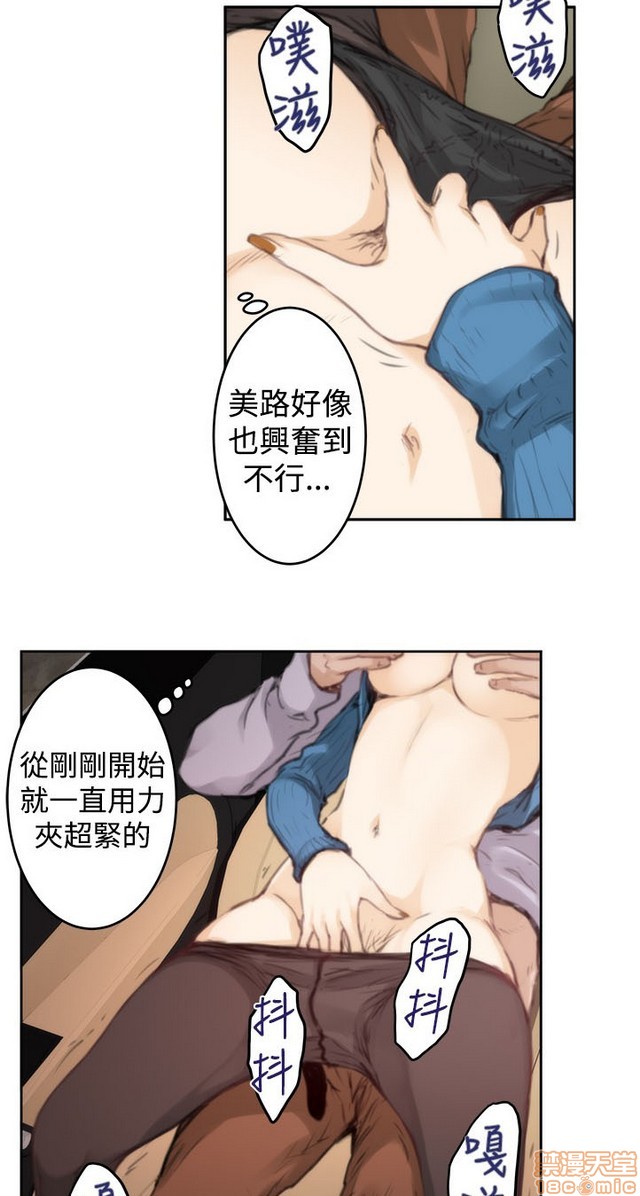 噗滋
噗滋
美路好像
也興奮到
不行...
從剛剛開始
就一直用力
夾超緊的
抖抖
抖抖
嘎
禁漫天堂
18comic